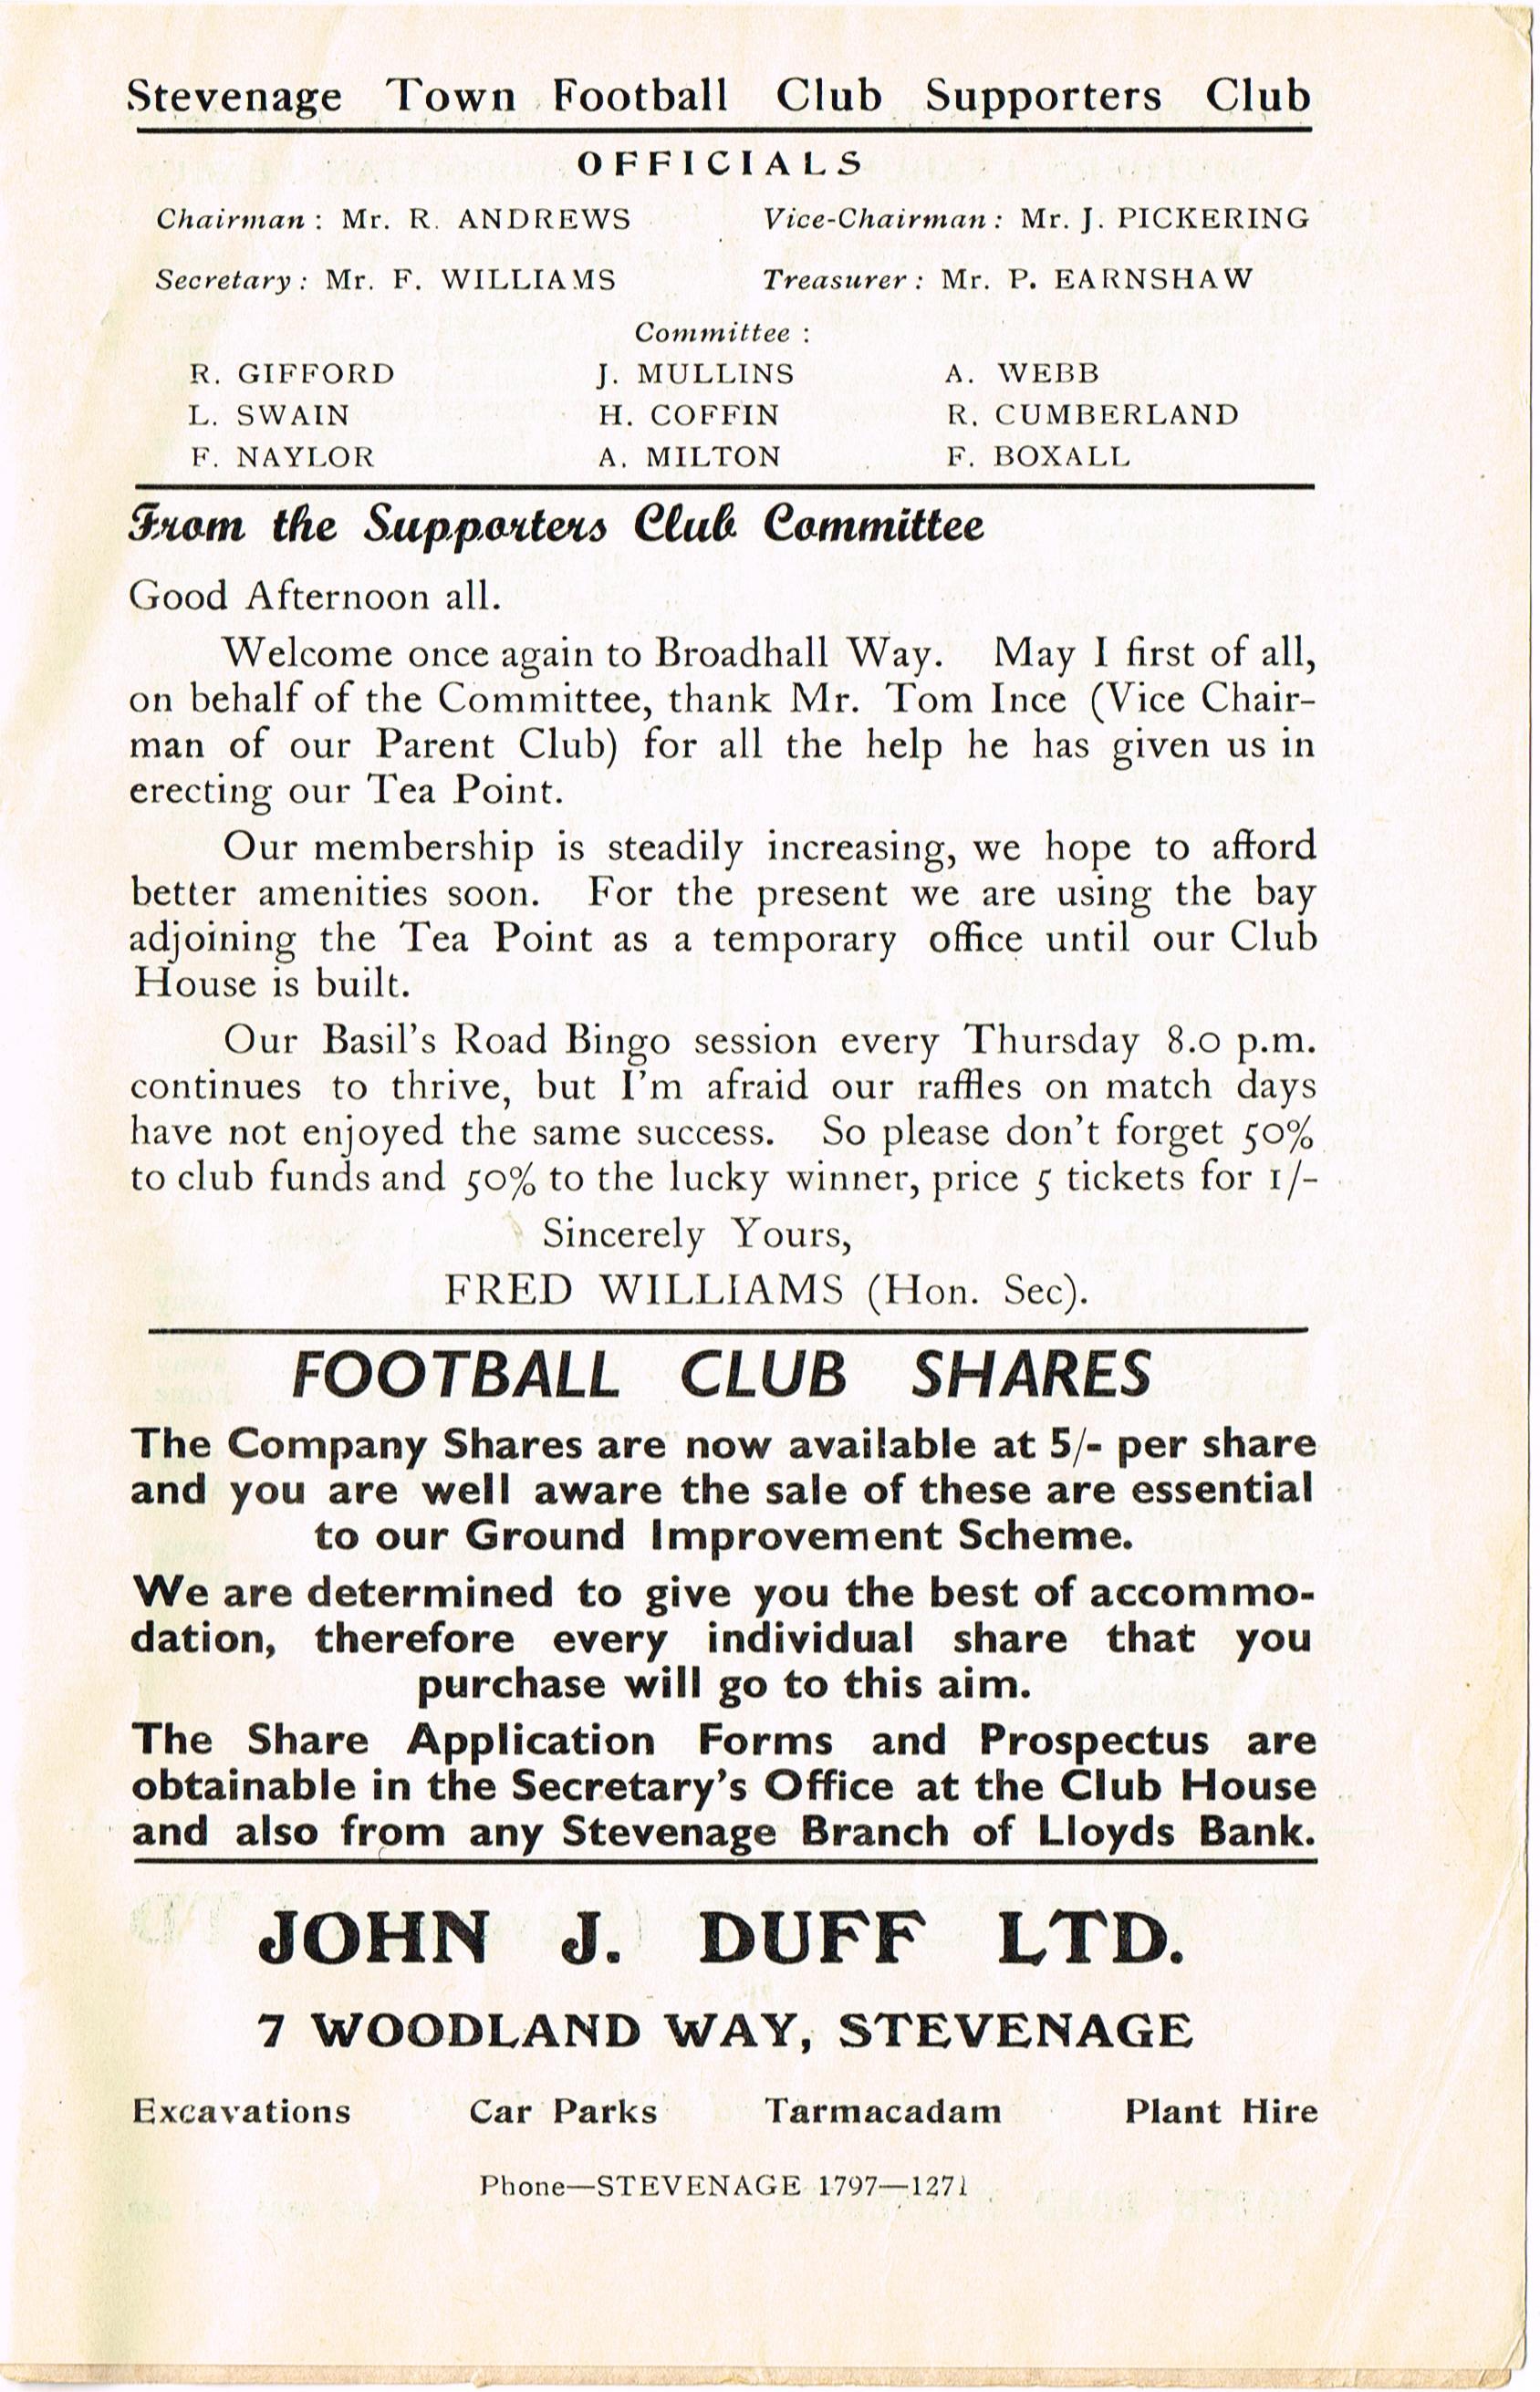 Stevenage Town Football Club Supporters Club
OFFICIALS
Chairman : Mr. R. ANDREWS Vice-Chairman : Mr. J. PICKERING
Secretary : Mr. F. WILLIAMS Treasurer : Mr. P. EARNSHAW
Committee :
R. GIFFORD J. MULLINS A. WEBB
L. SWAIN H. COFFIN R. CUMBERLAND
F. NAYLOR A. MILTON F. BOXALL
From the Supporters Club Committee
Good Afternoon all.
Welcome once again to Broadhall Way. May I first of all,
on behalf of the Committee, thank Mr. Tom Ince (Vice Chair-
man of our Parent Club) for all the help he has given us in
erecting our Tea Point.
Our membership is steadily increasing, we hope to afford
better amenities soon. For the present we are using the bay
adjoining the Tea Point as a temporary office until our Club
House is built.
Our Basil's Road Bingo session every Thursday 8.0 p.m.
continues to thrive, but I'm afraid our raffles on match days
have not enjoyed the same success. So please don't forget 50%
to club funds and 50% to the lucky winner, price 5 tickets for 1/-
Sincerely Yours,
FRED WILLIAMS (Hon. Sec).
FOOTBALL CLUB SHARES
The Company Shares are now available at 5/- per share
and you are well aware the sale of these are essential
to our Ground Improvement Scheme.
We are determined to give you the best of accommo-
dation, therefore every individual share that you
purchase will go to this aim.
The Share Application Forms and Prospectus are
obtainable in the Secretary's Office at the Club House
and also from any Stevenage Branch of Lloyds Bank.
JOHN J. DUFF LTD.
7 WOODLAND WAY, STEVENAGE
Excavations Car Parks Tarmacadam Plant Hire
Phone—STEVENAGE 1797—1271